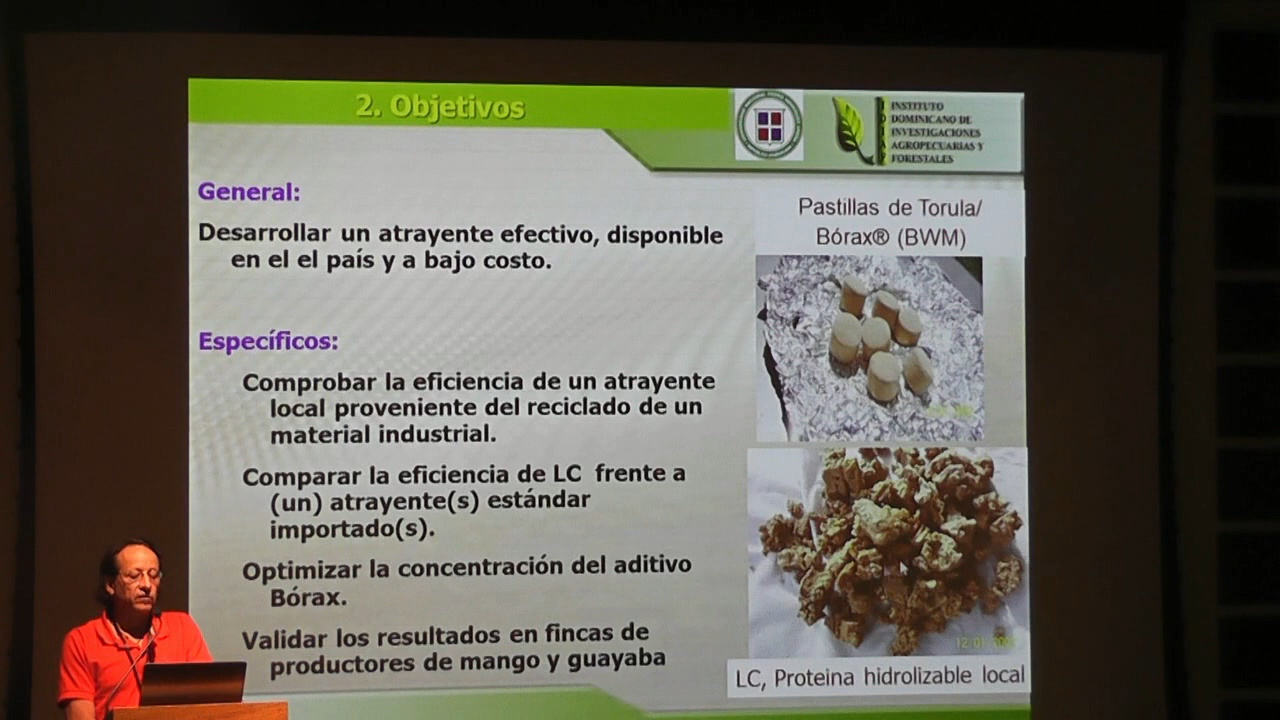 2. Objetivos
INSTITUTO
DOMINICANO DE
INVESTIGACIONES
AGROPECUARIAS Y
FORESTALES
General:
Desarrollar un atrayente efectivo, disponible
en el el país y a bajo costo.
Específicos:
Comprobar la eficiencia de un atrayente
local proveniente del reciclado de un
material industrial.
Comparar la eficiencia de LC frente a
(un) atrayente(s) estándar
importado(s).
Optimizar la concentración del aditivo
Bórax.
Validar los resultados en fincas de
productores de mango y guayaba
Pastillas de Torula/
Bórax® (BWM)
LC, Proteina hidrolizable local